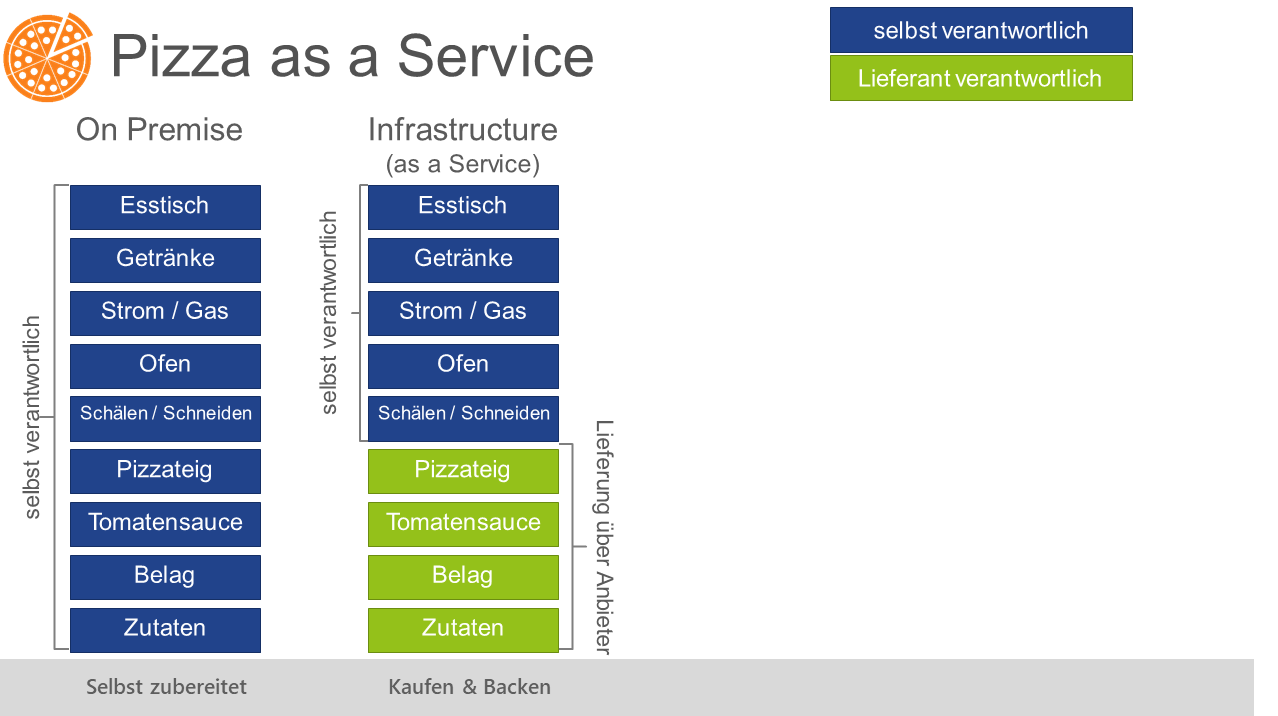 Pizza as a Service
selbst verantwortlich
Lieferant verantwortlich
On Premise
selbst verantwortlich
Esstisch
Getränke
Strom / Gas
Ofen
Schälen / Schneiden
Pizzateig
Tomatensauce
Belag
Zutaten
Selbst zubereitet
Infrastructure
(as a Service)
selbst verantwortlich
Esstisch
Getränke
Strom / Gas
Ofen
Schälen / Schneiden
Pizzateig
Tomatensauce
Belag
Zutaten
Lieferung über Anbieter
Kaufen & Backen